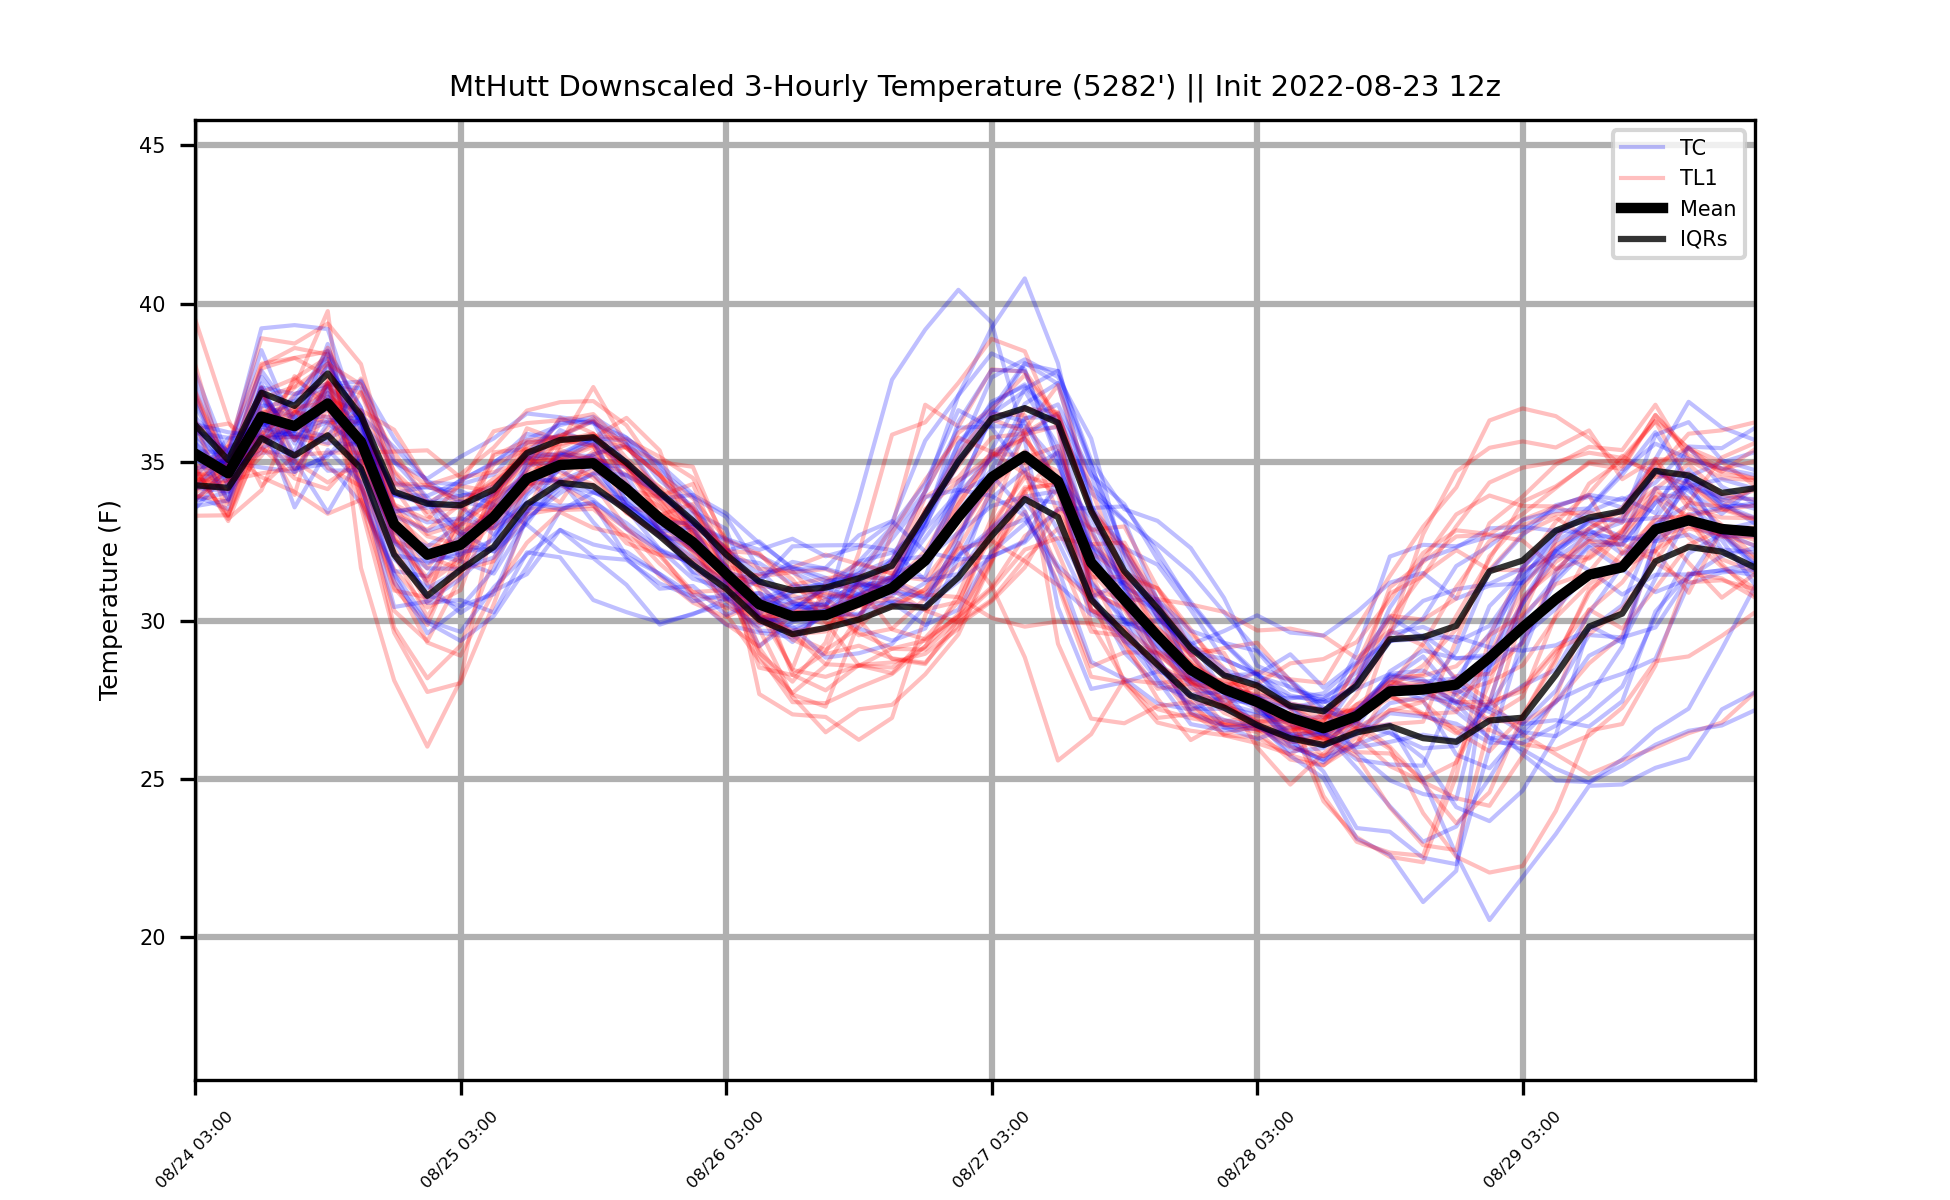 MtHutt Downscaled 3-Hourly Temperature (5282') || Init 2022-08-23 12z
TC
TL1
Mean
IQRs
Temperature (F)
45
40
35
30
25
20
08/24 03:00
08/25 03:00
08/26 03:00
08/27 03:00
08/28 03:00
08/29 03:00